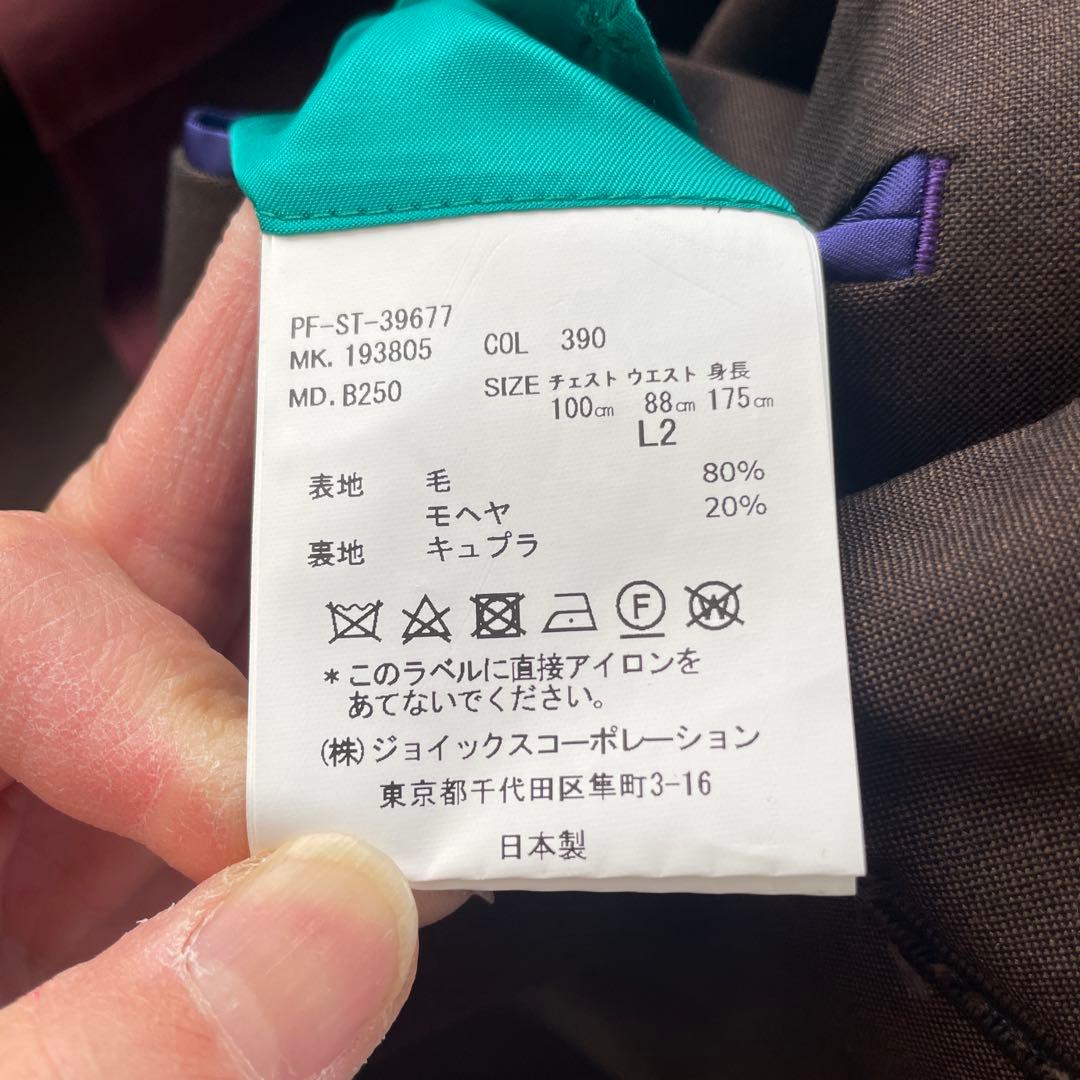 PF-ST-39677
MK. 193805 COL 390
MD. B250 SIZE チェスト ウエスト 身長
100㎝ 88㎝ 175㎝
L2
表地 毛 80%
モヘヤ 20%
裏地 キュプラ
F W
*このラベルに直接アイロンを
あてないでください。
(株)ジョイックスコーポレーション
東京都千代田区隼町3-16
日本製